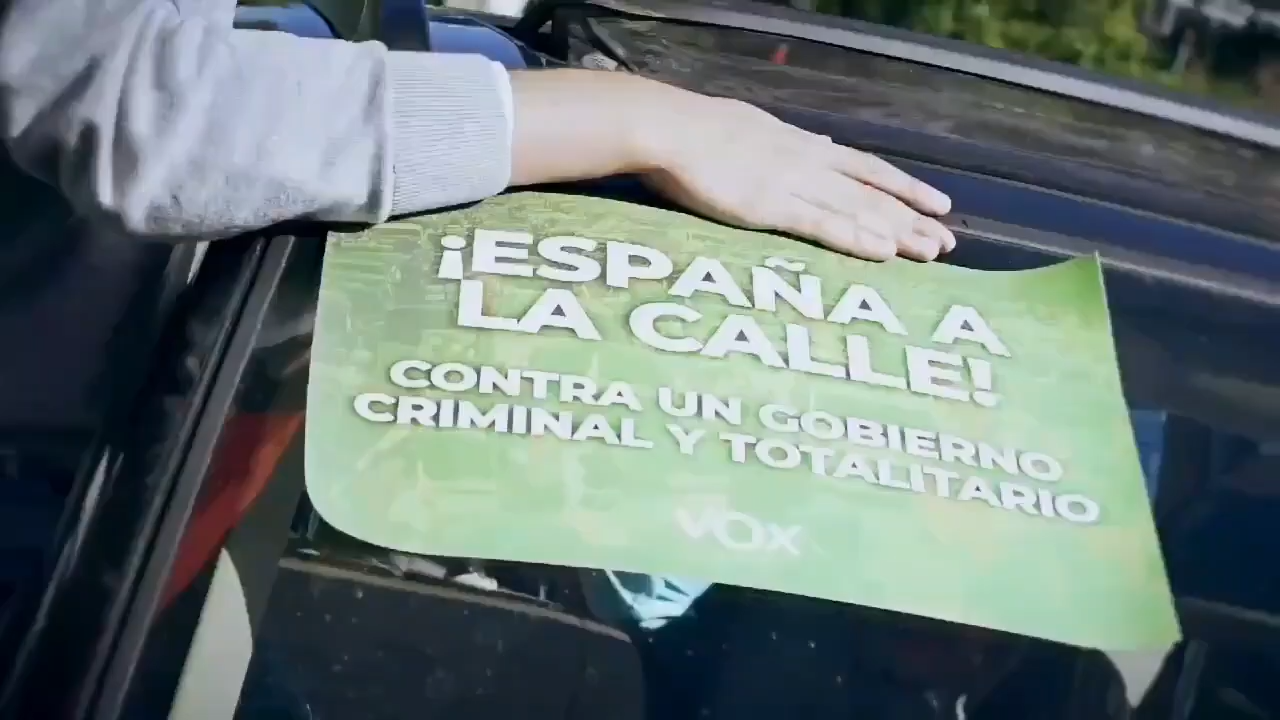 ¡ESPAÑA A
LA CALLE!
CONTRA UN GOBIERNO
CRIMINAL Y TOTALITARIO
VOX